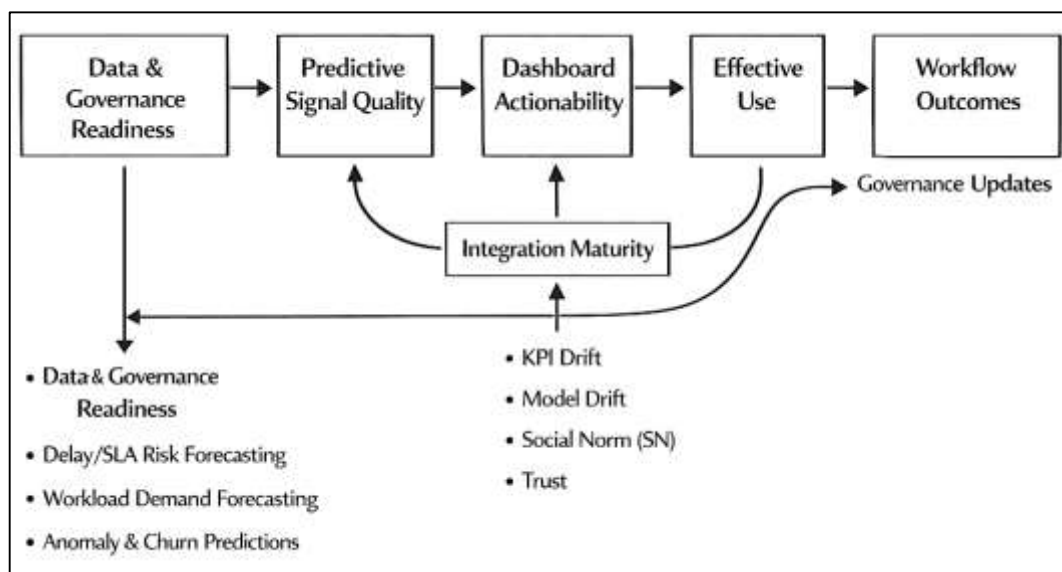 Data &
Governance
Readiness
Predictive
Signal Quality
Dashboard
Actionability
Effective
Use
Workflow
Outcomes
Governance Updates
Integration Maturity
• KPI Drift
• Model Drift
• Social Norm (SN)
• Trust
• Data & Governance
Readiness
• Delay/SLA Risk Forecasting
• Workload Demand Forecasting
• Anomaly & Churn Predictions